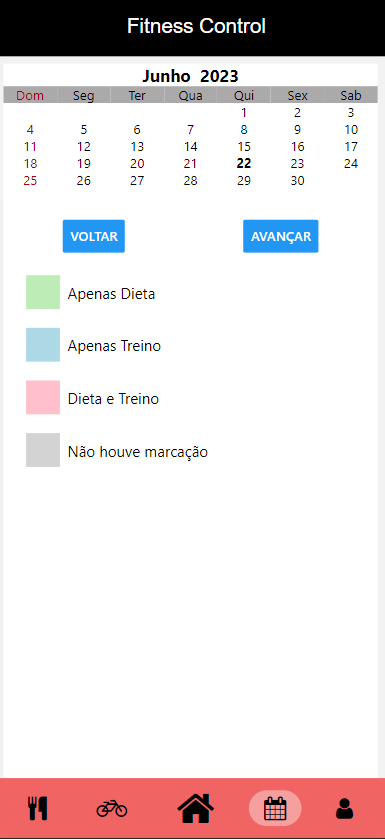 Fitness Control
Junho 2023
Dom Seg Ter Qua Qui Sex Sab
1 2 3
4 5 6 7 8 9 10
11 12 13 14 15 16 17
18 19 20 21 22 23 24
25 26 27 28 29 30
VOLTAR AVANÇAR
Apenas Dieta
Apenas Treino
Dieta e Treino
Não houve marcação